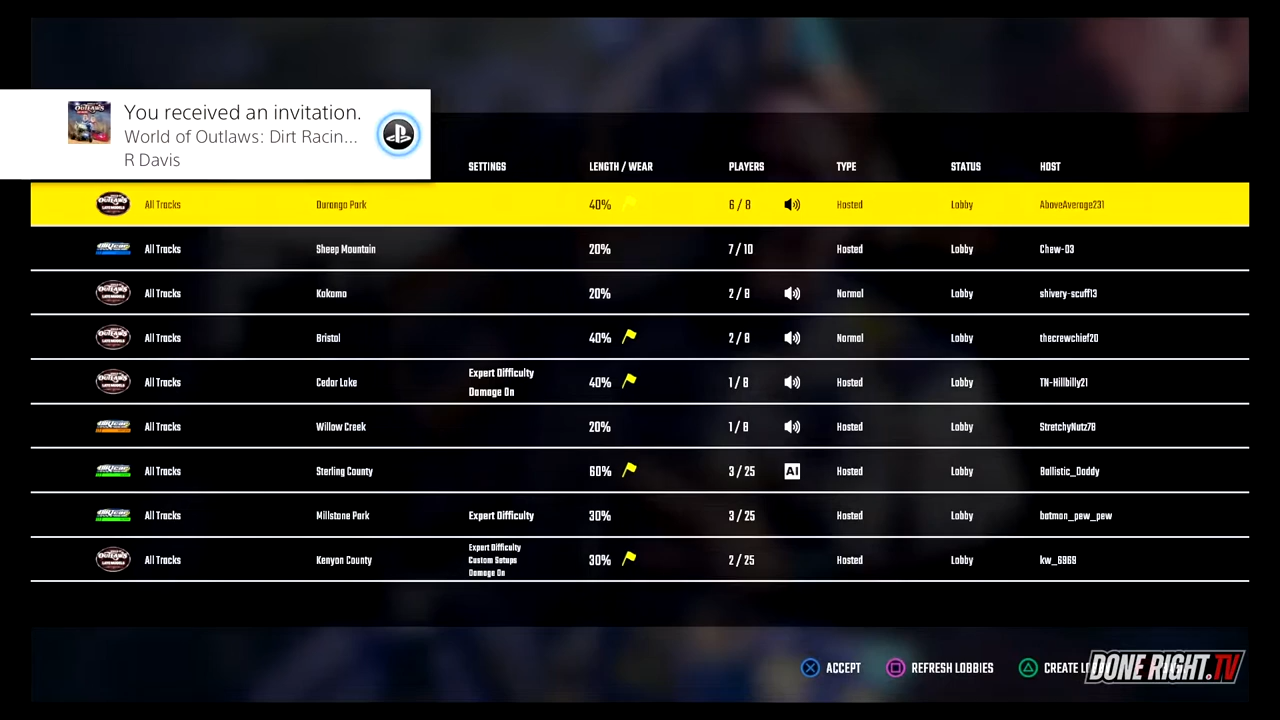 You received an invitation.
World of Outlaws: Dirt Racin...
R Davis
SETTINGS LENGTH / WEAR PLAYERS TYPE STATUS HOST
All Tracks Durango Park 40% 6 / 8 Hosted Lobby AboveAverage231
All Tracks Sheep Mountain 20% 7 / 10 Hosted Lobby Chew-03
All Tracks Kokomo 20% 2 / 8 Normal Lobby shivery-scuff13
All Tracks Bristol 40% 2 / 8 Normal Lobby thecrewchief20
All Tracks Cedar Lake Expert Difficulty 40% 1 / 8 Hosted Lobby TN-Hillbilly21
Damage On
All Tracks Willow Creek 20% 1 / 8 Hosted Lobby StretchyNutz78
All Tracks Sterling County 60% 3 / 25 AI Hosted Lobby Ballistic_Daddy
All Tracks Millstone Park Expert Difficulty 30% 3 / 25 Hosted Lobby batman_pew_pew
Expert Difficulty
All Tracks Kenyon County Custom Setups 30% 2 / 25 Hosted Lobby kw_6969
Damage On
ACCEPT REFRESH LOBBIES CREATE DONE RIGHT.TV